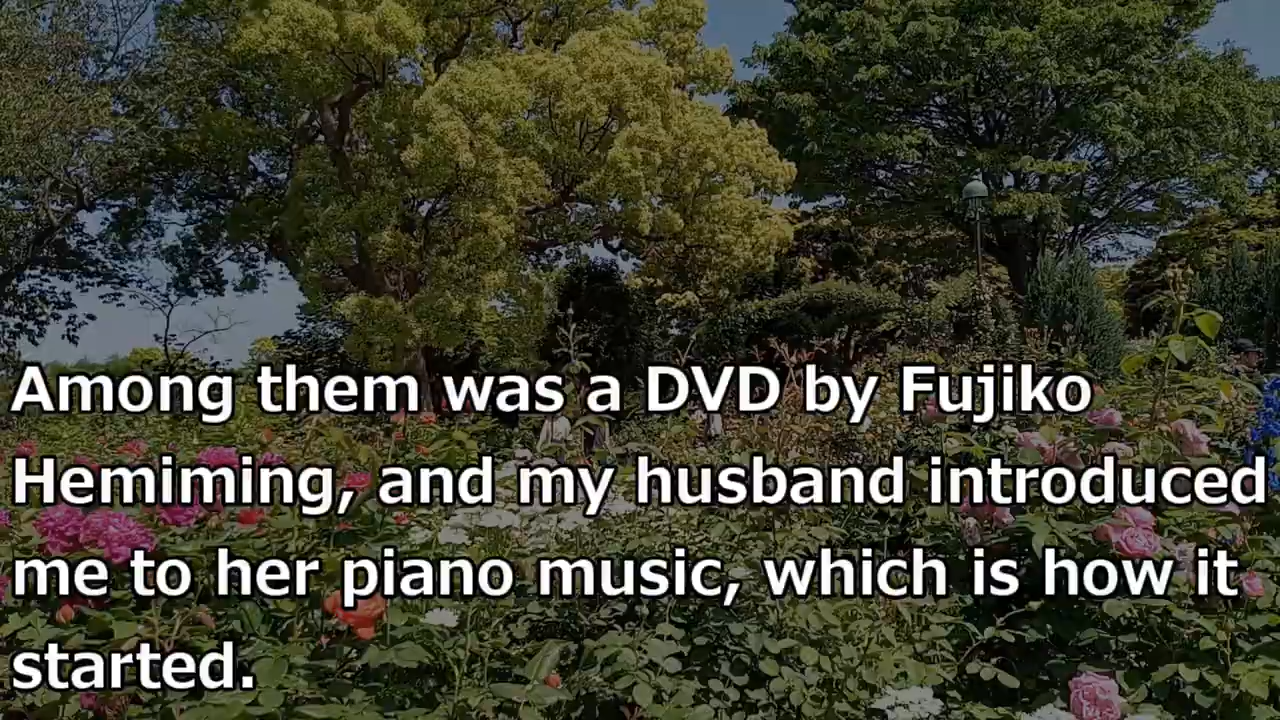 Among them was a DVD by Fujiko
Hemiming, and my husband introduced
me to her piano music, which is how it
started.